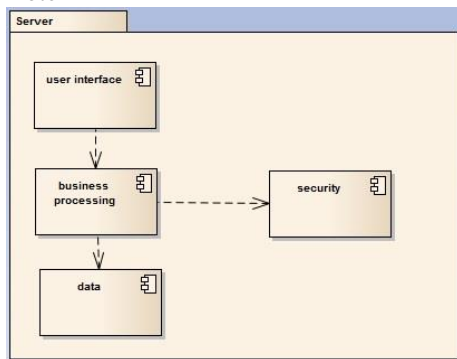 Server
user interface
business
processing
security
data